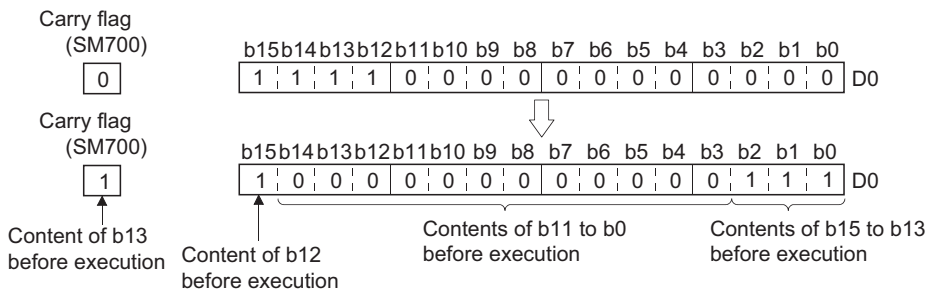 Carry flag
(SM700)
b15 b14 b13 b12 b11 b10 b9 b8 b7 b6 b5 b4 b3 b2 b1 b0
0 1 1 1 1 0 0 0 0 0 0 0 0 0 0 0 0 D0
Carry flag
(SM700)
b15 b14 b13 b12 b11 b10 b9 b8 b7 b6 b5 b4 b3 b2 b1 b0
1 1 0 0 0 0 0 0 0 0 0 0 0 0 1 1 1 D0
Content of b13
before execution
Content of b12
before execution
Contents of b11 to b0
before execution
Contents of b15 to b13
before execution